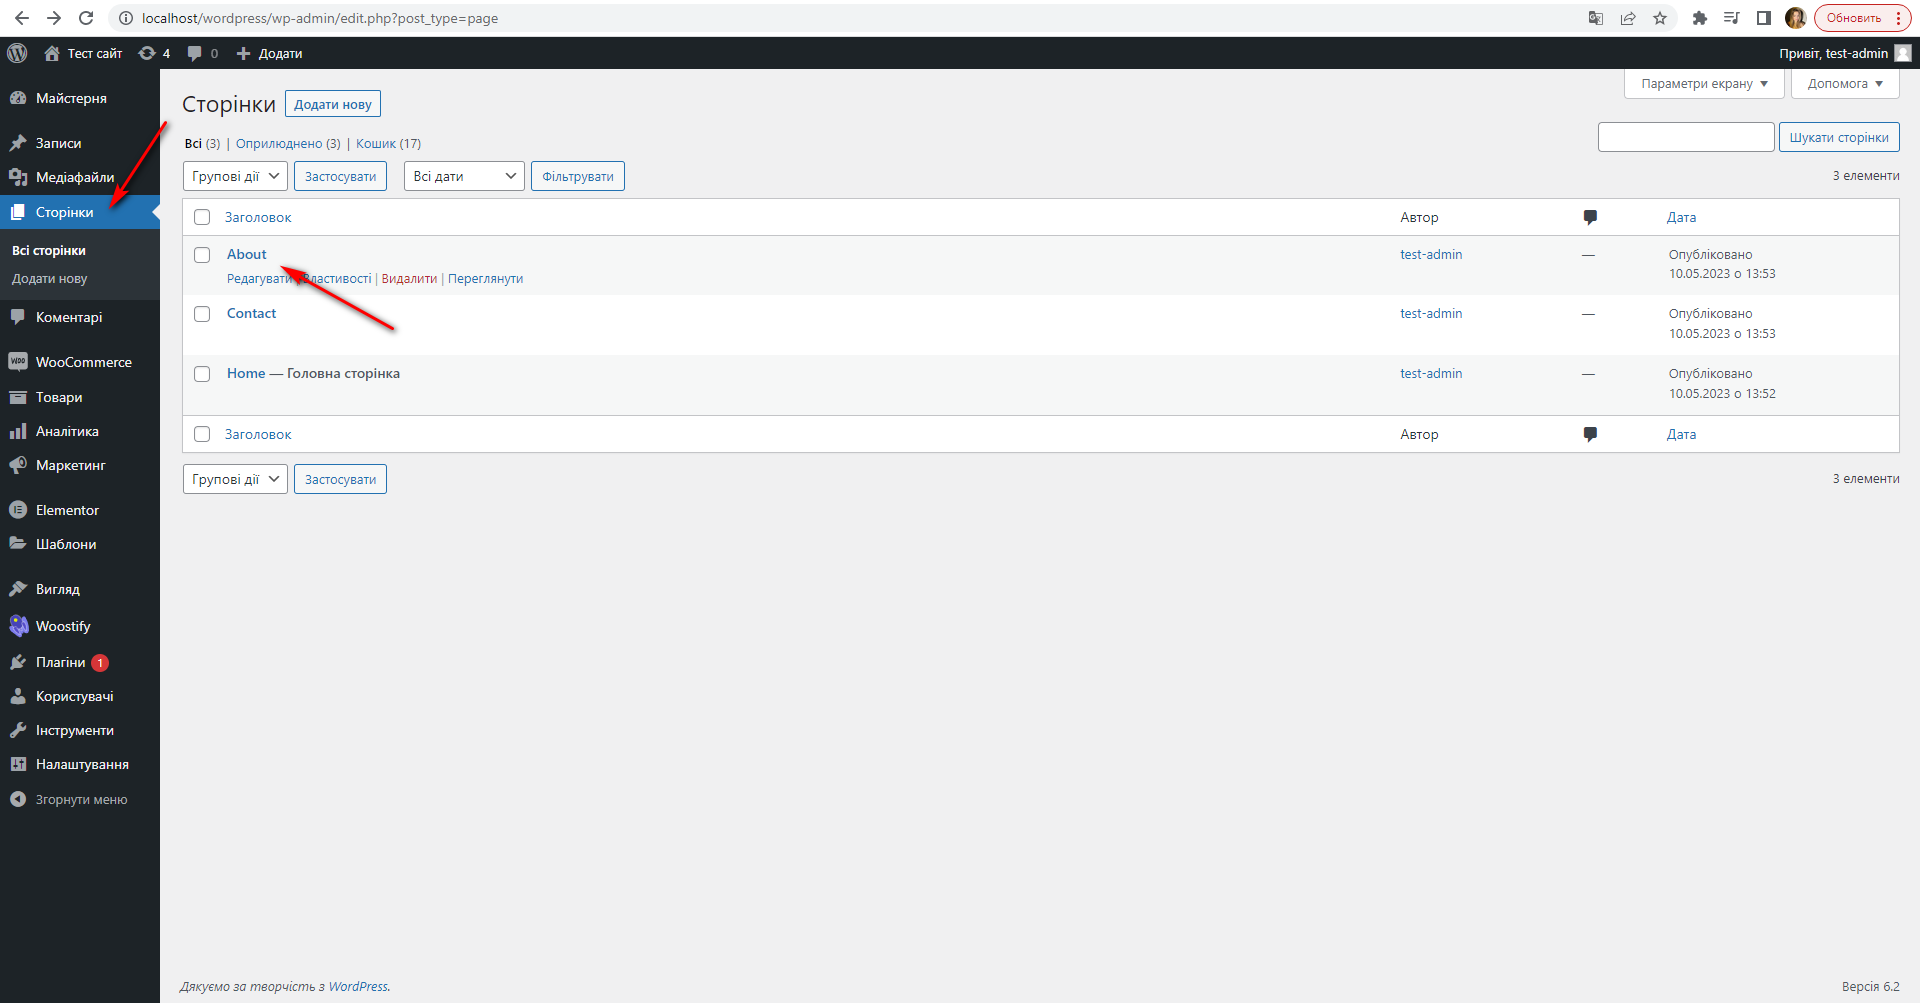 localhost/wordpress/wp-admin/edit.php?post_type=page
Обновить
Тест сайт 4 0 Додати
Привіт, test-admin
Майстерня
Записи
Медіафайли
Сторінки
Всі сторінки
Додати нову
Коментарі
WooCommerce
Товари
Аналітика
Маркетинг
Elementor
Шаблони
Вигляд
Woostify
Плагіни 1
Користувачі
Інструменти
Налаштування
Згорнути меню
Параметри екрану
Допомога
Сторінки
Додати нову
Всі (3) | Оприлюднено (3) | Кошик (17)
Шукати сторінки
Групові дії
Застосувати
Всі дати
Фільтрувати
3 елементи
Заголовок Автор Дата
About test-admin — Опубліковано
10.05.2023 о 13:53
Редагувати | Властивості | Видалити | Переглянути
Contact test-admin — Опубліковано
10.05.2023 о 13:53
Home — Головна сторінка test-admin — Опубліковано
10.05.2023 о 13:52
Заголовок Автор Дата
Групові дії
Застосувати
3 елементи
Дякуємо за творчість з WordPress.
Версія 6.2